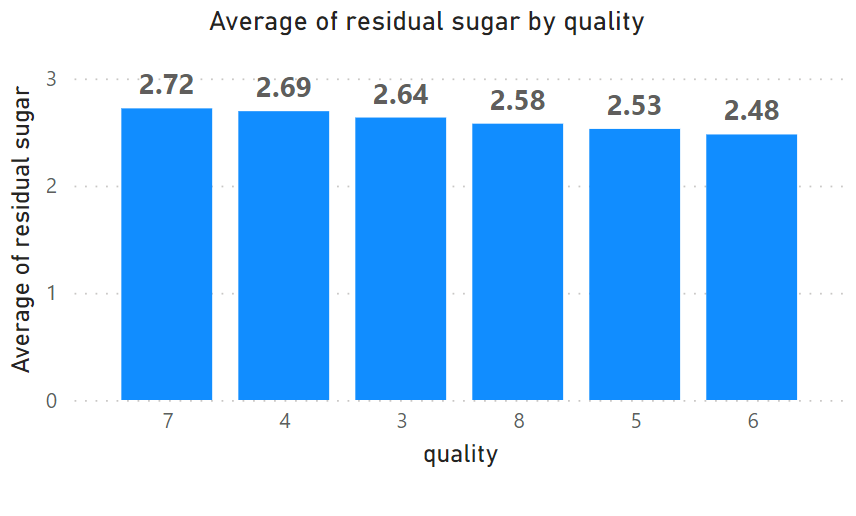 Average of residual sugar by quality
Average of residual sugar
3
2
1
0
2.72 2.69 2.64 2.58 2.53 2.48
7 4 3 8 5 6
quality